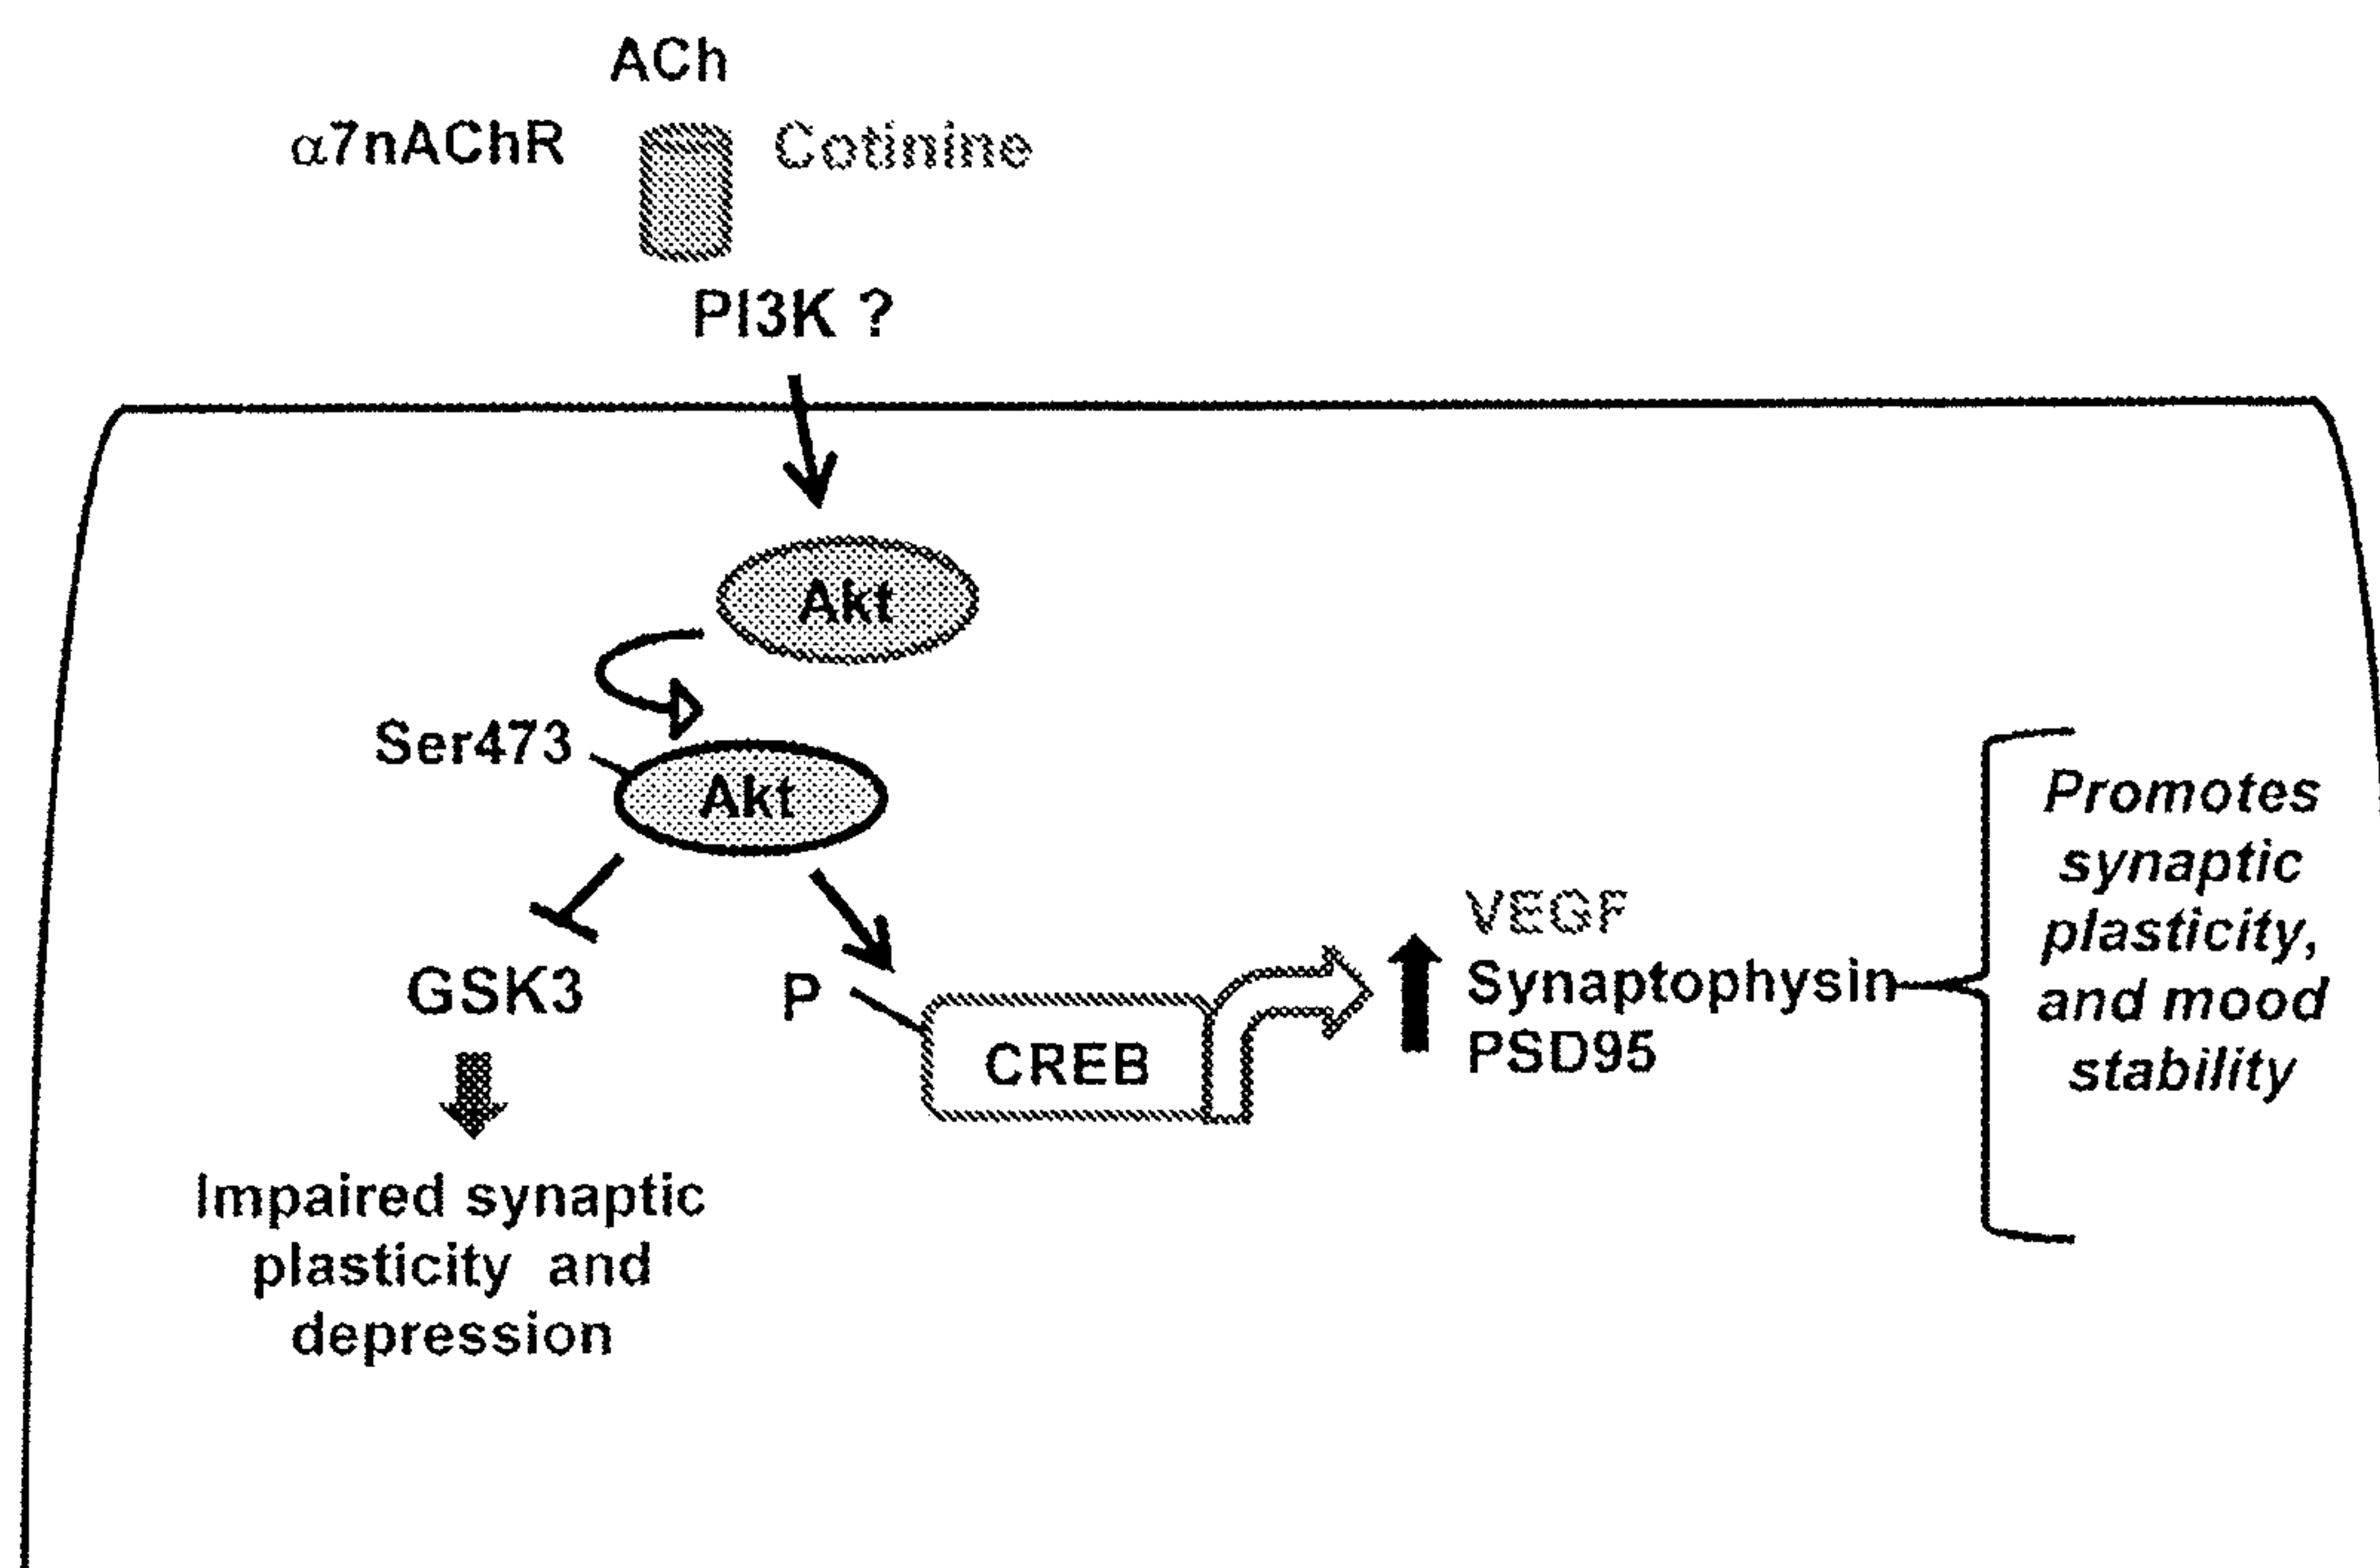 ACh
α7nAChR
Cotinine
PI3K ?
Akt
Ser473
Akt
GSK3
P
CREB
VEGF
Synaptophysin
PSD95
Promotes
synaptic
plasticity,
and mood
stability
Impaired synaptic
plasticity and
depression